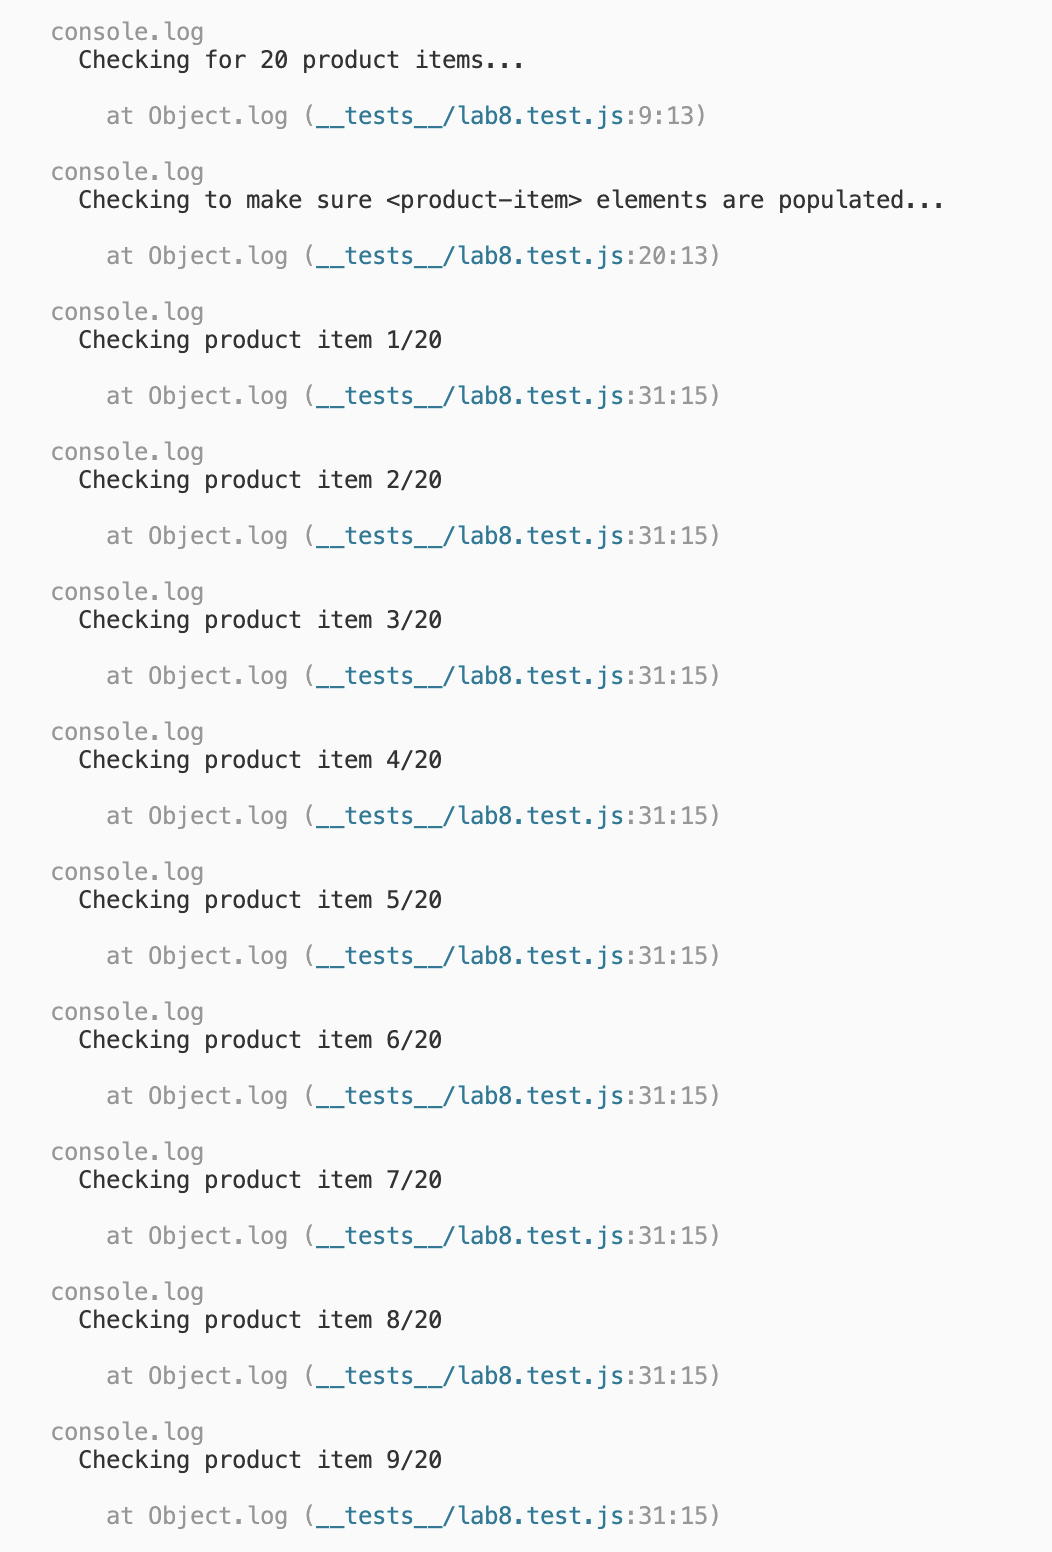 console.log
Checking for 20 product items...
at Object.log (__tests__/lab8.test.js:9:13)
console.log
Checking to make sure <product-item> elements are populated...
at Object.log (__tests__/lab8.test.js:20:13)
console.log
Checking product item 1/20
at Object.log (__tests__/lab8.test.js:31:15)
console.log
Checking product item 2/20
at Object.log (__tests__/lab8.test.js:31:15)
console.log
Checking product item 3/20
at Object.log (__tests__/lab8.test.js:31:15)
console.log
Checking product item 4/20
at Object.log (__tests__/lab8.test.js:31:15)
console.log
Checking product item 5/20
at Object.log (__tests__/lab8.test.js:31:15)
console.log
Checking product item 6/20
at Object.log (__tests__/lab8.test.js:31:15)
console.log
Checking product item 7/20
at Object.log (__tests__/lab8.test.js:31:15)
console.log
Checking product item 8/20
at Object.log (__tests__/lab8.test.js:31:15)
console.log
Checking product item 9/20
at Object.log (__tests__/lab8.test.js:31:15)